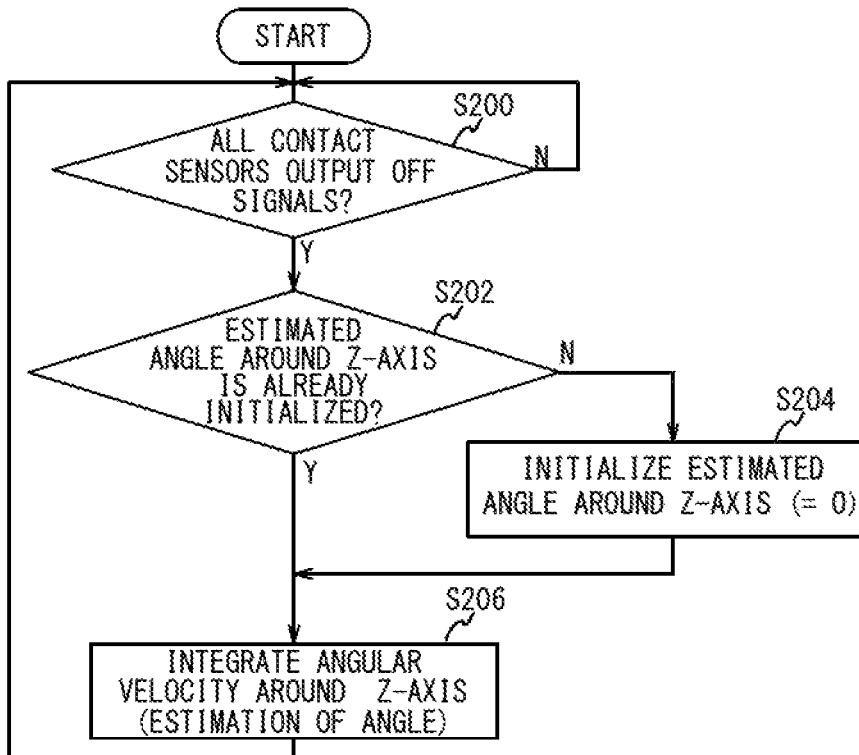 START
S200
ALL CONTACT
SENSORS OUTPUT OFF
SIGNALS?
N
Y
S202
ESTIMATED
ANGLE AROUND Z-AXIS
IS ALREADY
INITIALIZED?
N
Y
S204
INITIALIZE ESTIMATED
ANGLE AROUND Z-AXIS (= 0)
S206
INTEGRATE ANGULAR
VELOCITY AROUND Z-AXIS
(ESTIMATION OF ANGLE)